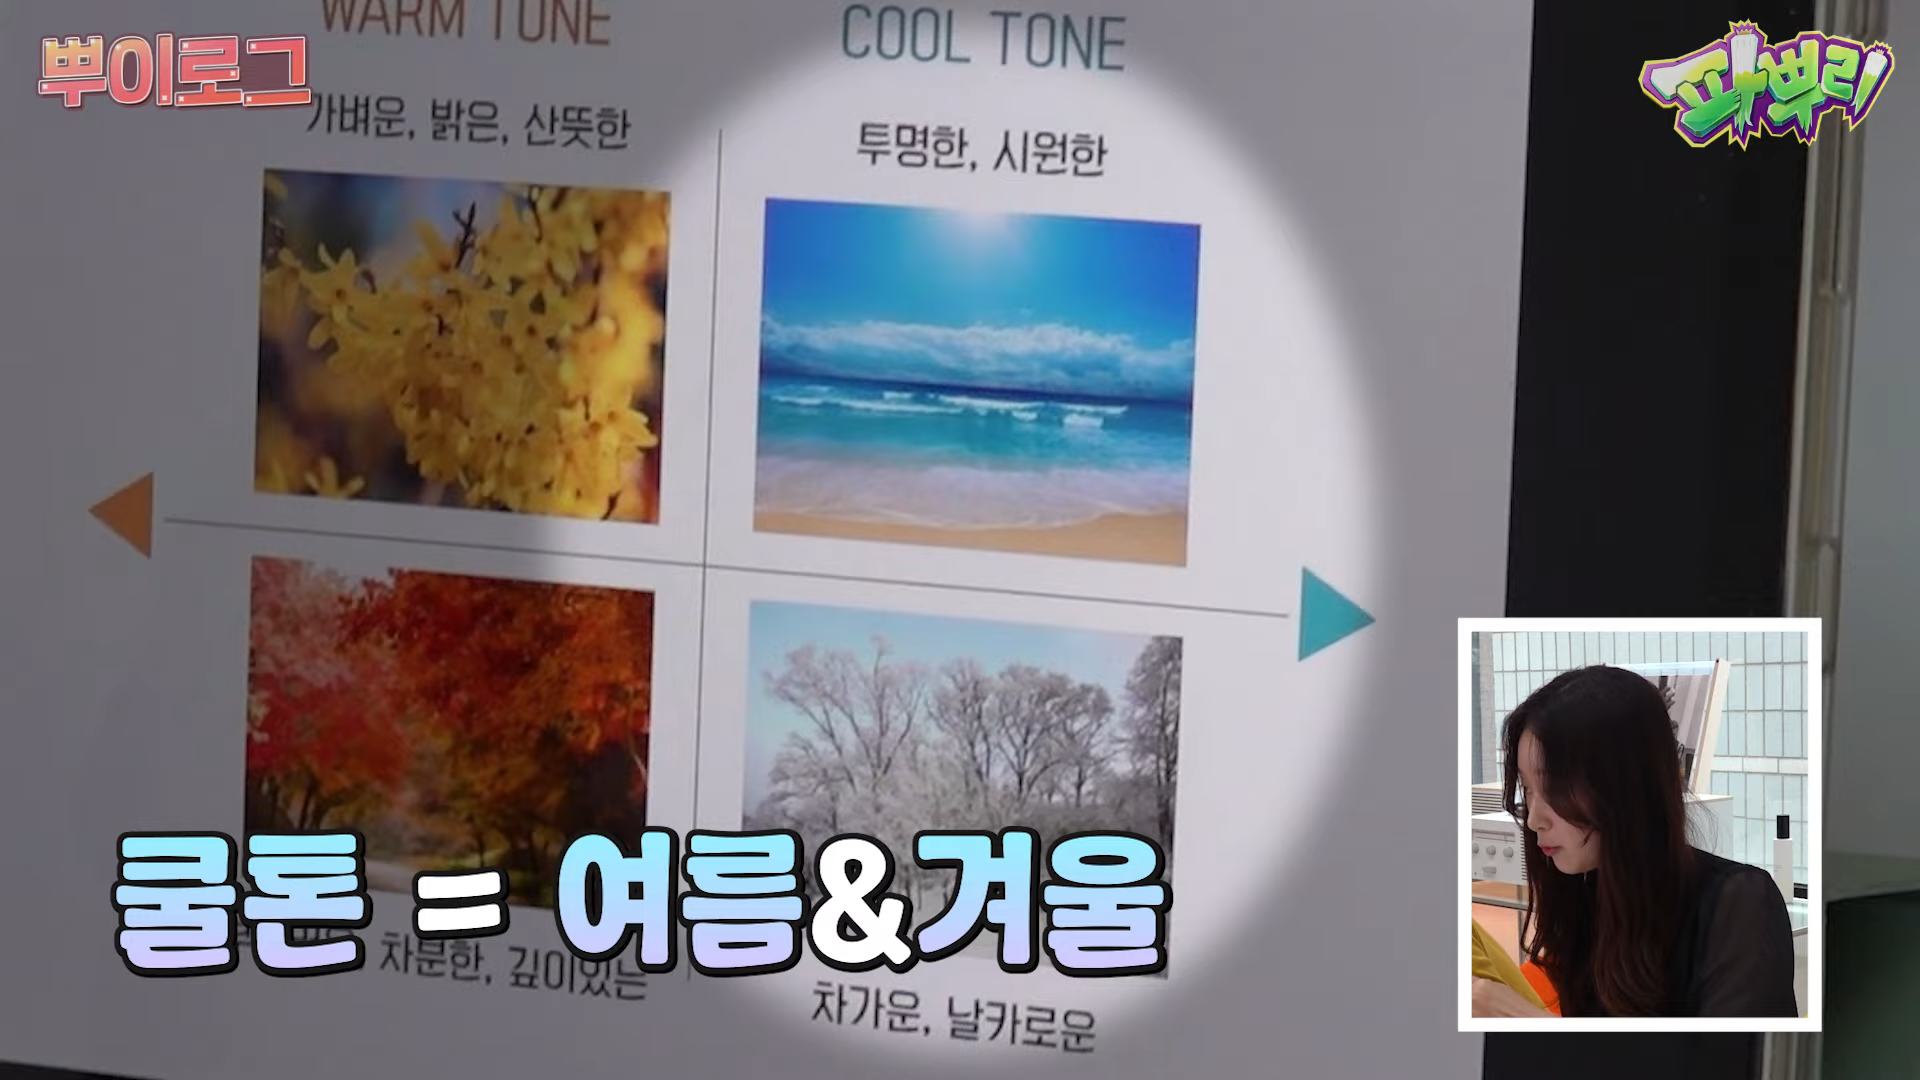 뿌이로그
파뿌리
WARM TONE
COOL TONE
가벼운, 밝은, 산뜻한
투명한, 시원한
쿨톤 = 여름&겨울
차분한, 깊이있는
차가운, 날카로운